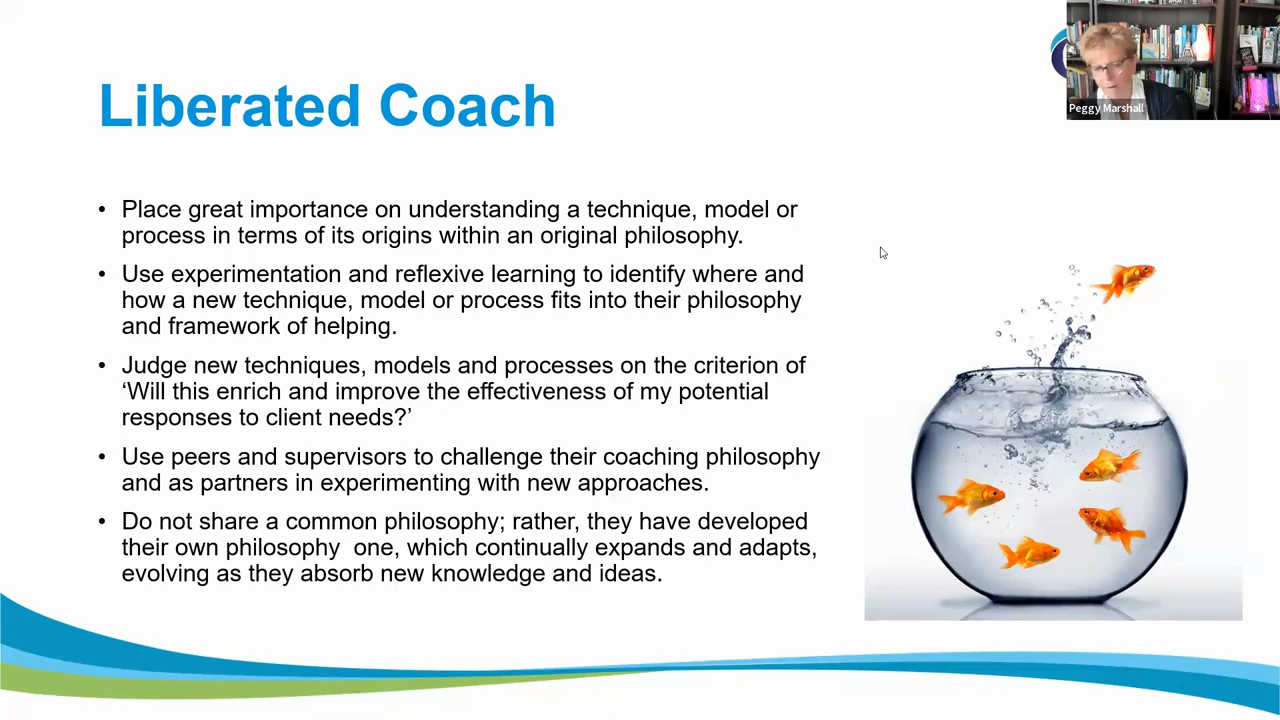 Liberated Coach
Peggy Marshall
• Place great importance on understanding a technique, model or
process in terms of its origins within an original philosophy.
• Use experimentation and reflexive learning to identify where and
how a new technique, model or process fits into their philosophy
and framework of helping.
• Judge new techniques, models and processes on the criterion of
‘Will this enrich and improve the effectiveness of my potential
responses to client needs?’
• Use peers and supervisors to challenge their coaching philosophy
and as partners in experimenting with new approaches.
• Do not share a common philosophy; rather, they have developed
their own philosophy  one, which continually expands and adapts,
evolving as they absorb new knowledge and ideas.